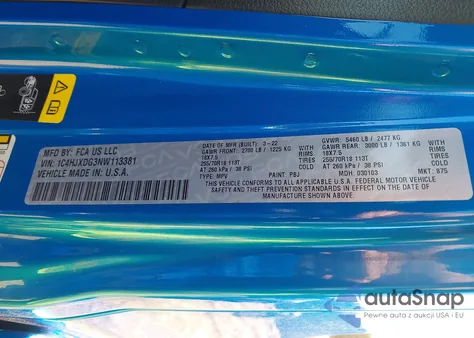 MFD BY: FCA US LLC
VIN: 1C4HJXDG3NW113381
VEHICLE MADE IN: U.S.A.
DATE OF MFR (BUILT): 3-22
GVWR: 5460 LB / 2477 KG.
GAWR FRONT: 2700 LB / 1225 KG WITH
18X7.5 RIMS
255/70R18 113T TIRES
AT 260 kPa / 38 PSI
GAWR REAR: 3000 LB / 1361 KG WITH
18X7.5 RIMS
255/70R18 113T TIRES
AT 260 kPa / 38 PSI
TYPE: MPV PAINT: PBJ MDH: 030103 MKT: B75
THIS VEHICLE CONFORMS TO ALL APPLICABLE U.S.A. FEDERAL MOTOR VEHICLE
SAFETY AND THEFT PREVENTION STANDARDS IN EFFECT ON THE DATE OF
MANUFACTURE SHOWN ABOVE.
autoSnap
Pewne auta z aukcji USA i EU